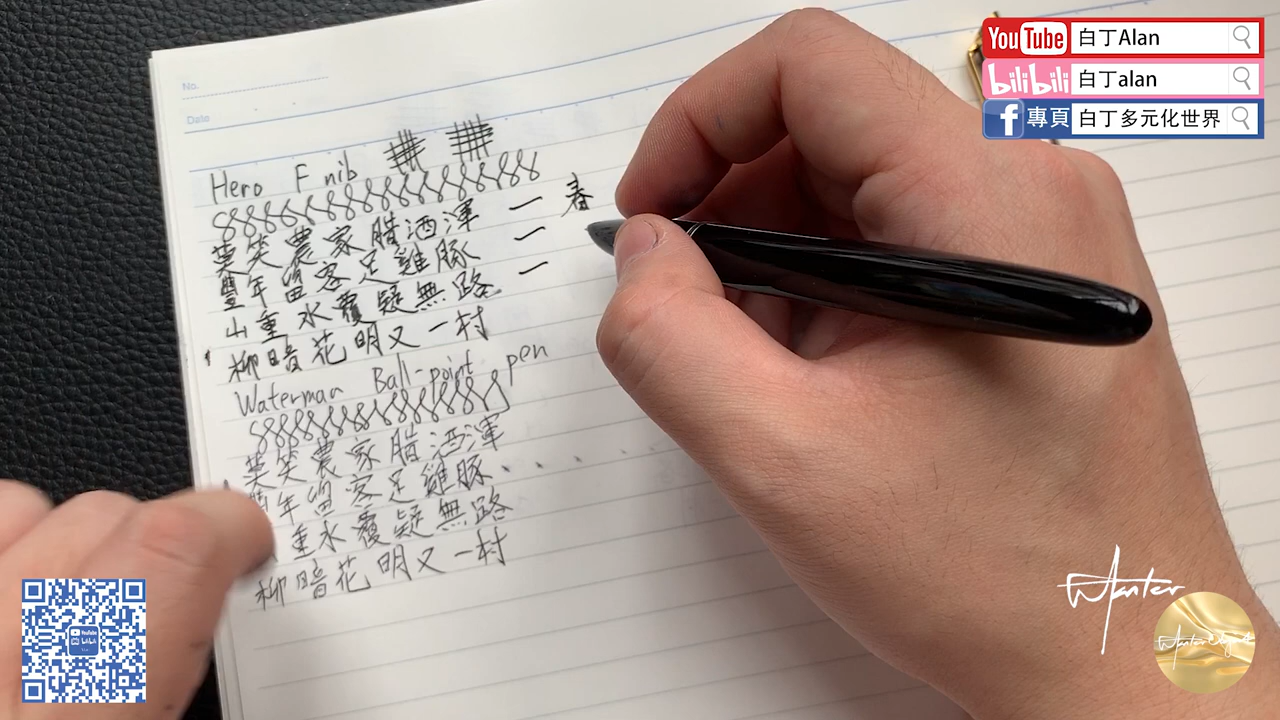 No.
Date
Hero F nib
莫笑農家腊酒渾 一 春
豐年留客足雞豚 一
山重水覆疑無路 一
柳暗花明又一村
Waterman Ball-point pen
莫笑農家腊酒渾
年留客足雞豚
重水覆疑無路
柳暗花明又一村
YouTube 白丁Alan
bilibili 白丁alan
f 專頁 白丁多元化世界